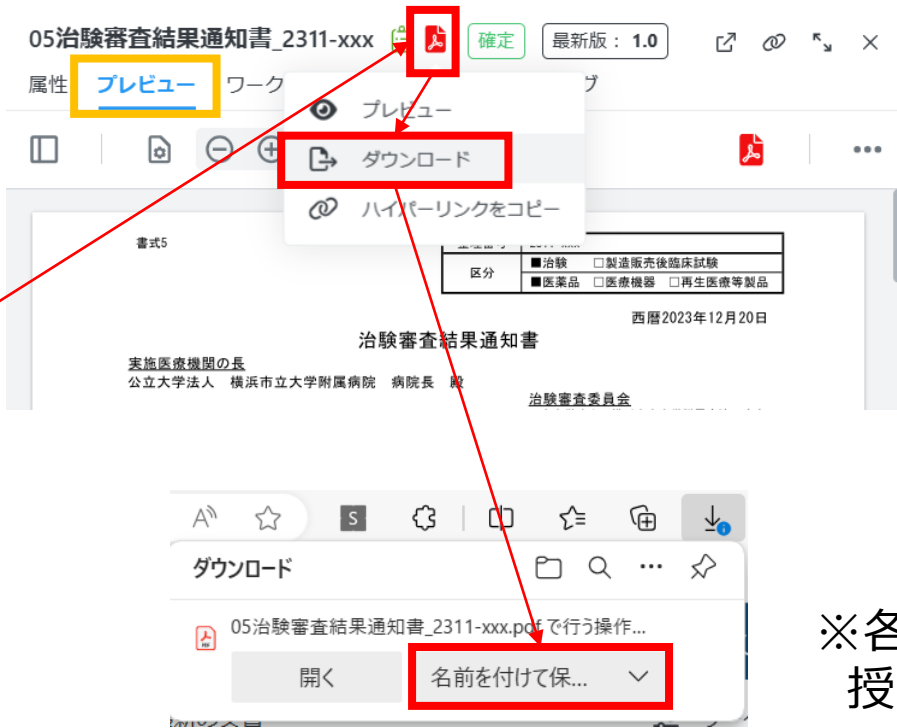 05治験審査結果通知書_2311-xxx 確定 最新版： 1.0
属性 プレビュー ワーク
プレビュー
ダウンロード
ハイパーリンクをコピー
書式5
区分 ■治験 □製造販売後臨床試験
■医薬品 □医療機器 □再生医療等製品
西暦2023年12月20日
治験審査結果通知書
実施医療機関の長
公立大学法人 横浜市立大学附属病院 病院長 殿
治験審査委員会
S
ダウンロード
05治験審査結果通知書_2311-xxx.pdf で行う操作...
開く 名前を付けて保...
※各
授